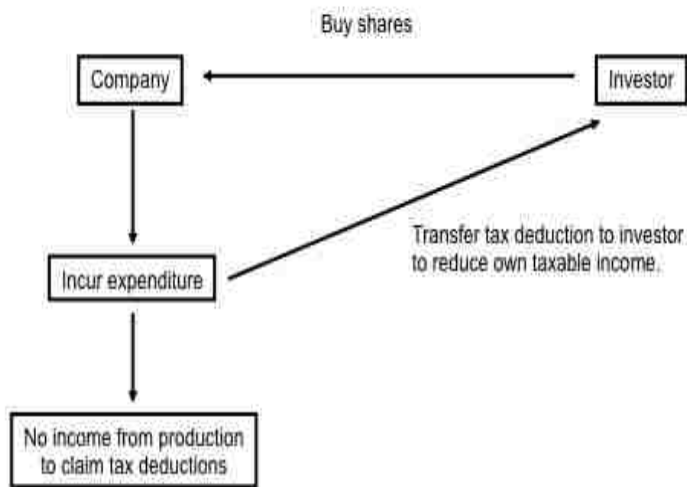 Buy shares
Company
Investor
Transfer tax deduction to investor
to reduce own taxable income.
Incur expenditure
No income from production
to claim tax deductions